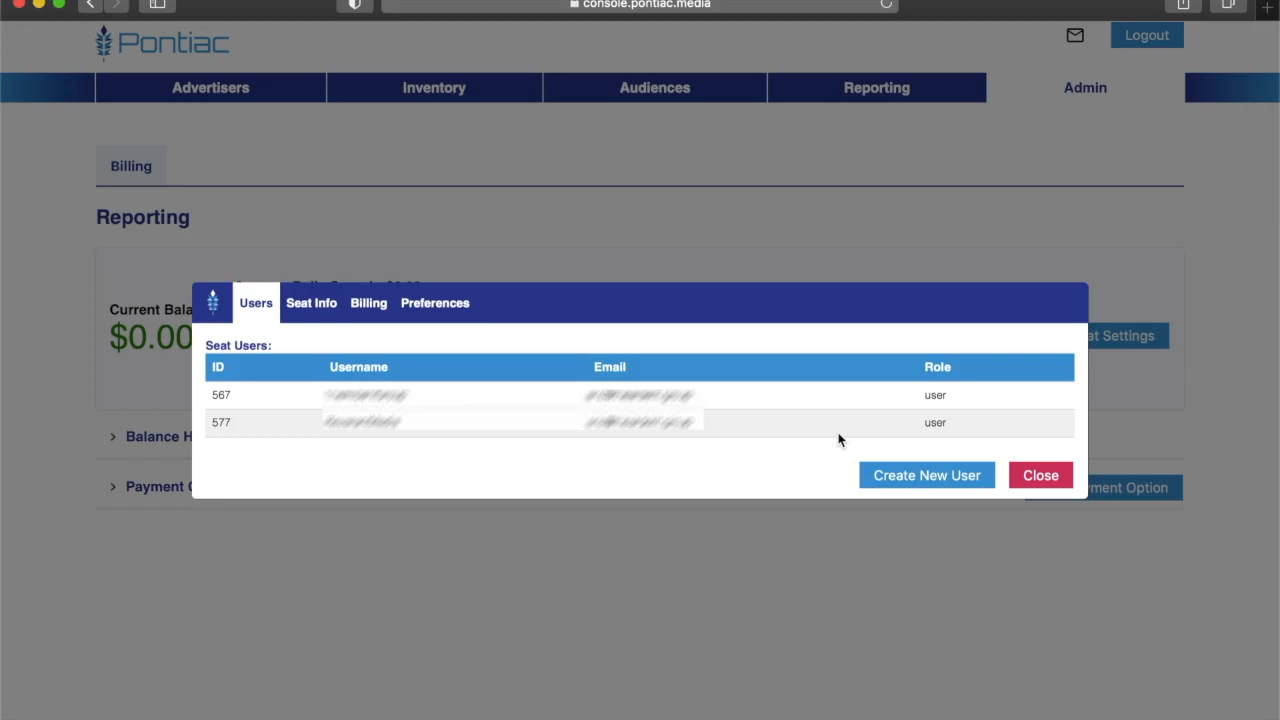 console.pontiac.media
Pontiac
Logout
Advertisers
Inventory
Audiences
Reporting
Admin
Billing
Reporting
Current Bala
$0.00
at Settings
Users
Seat Info
Billing
Preferences
Seat Users:
ID
Username
Email
Role
567
user
577
user
Balance H
Create New User
Close
Payment
ment Option